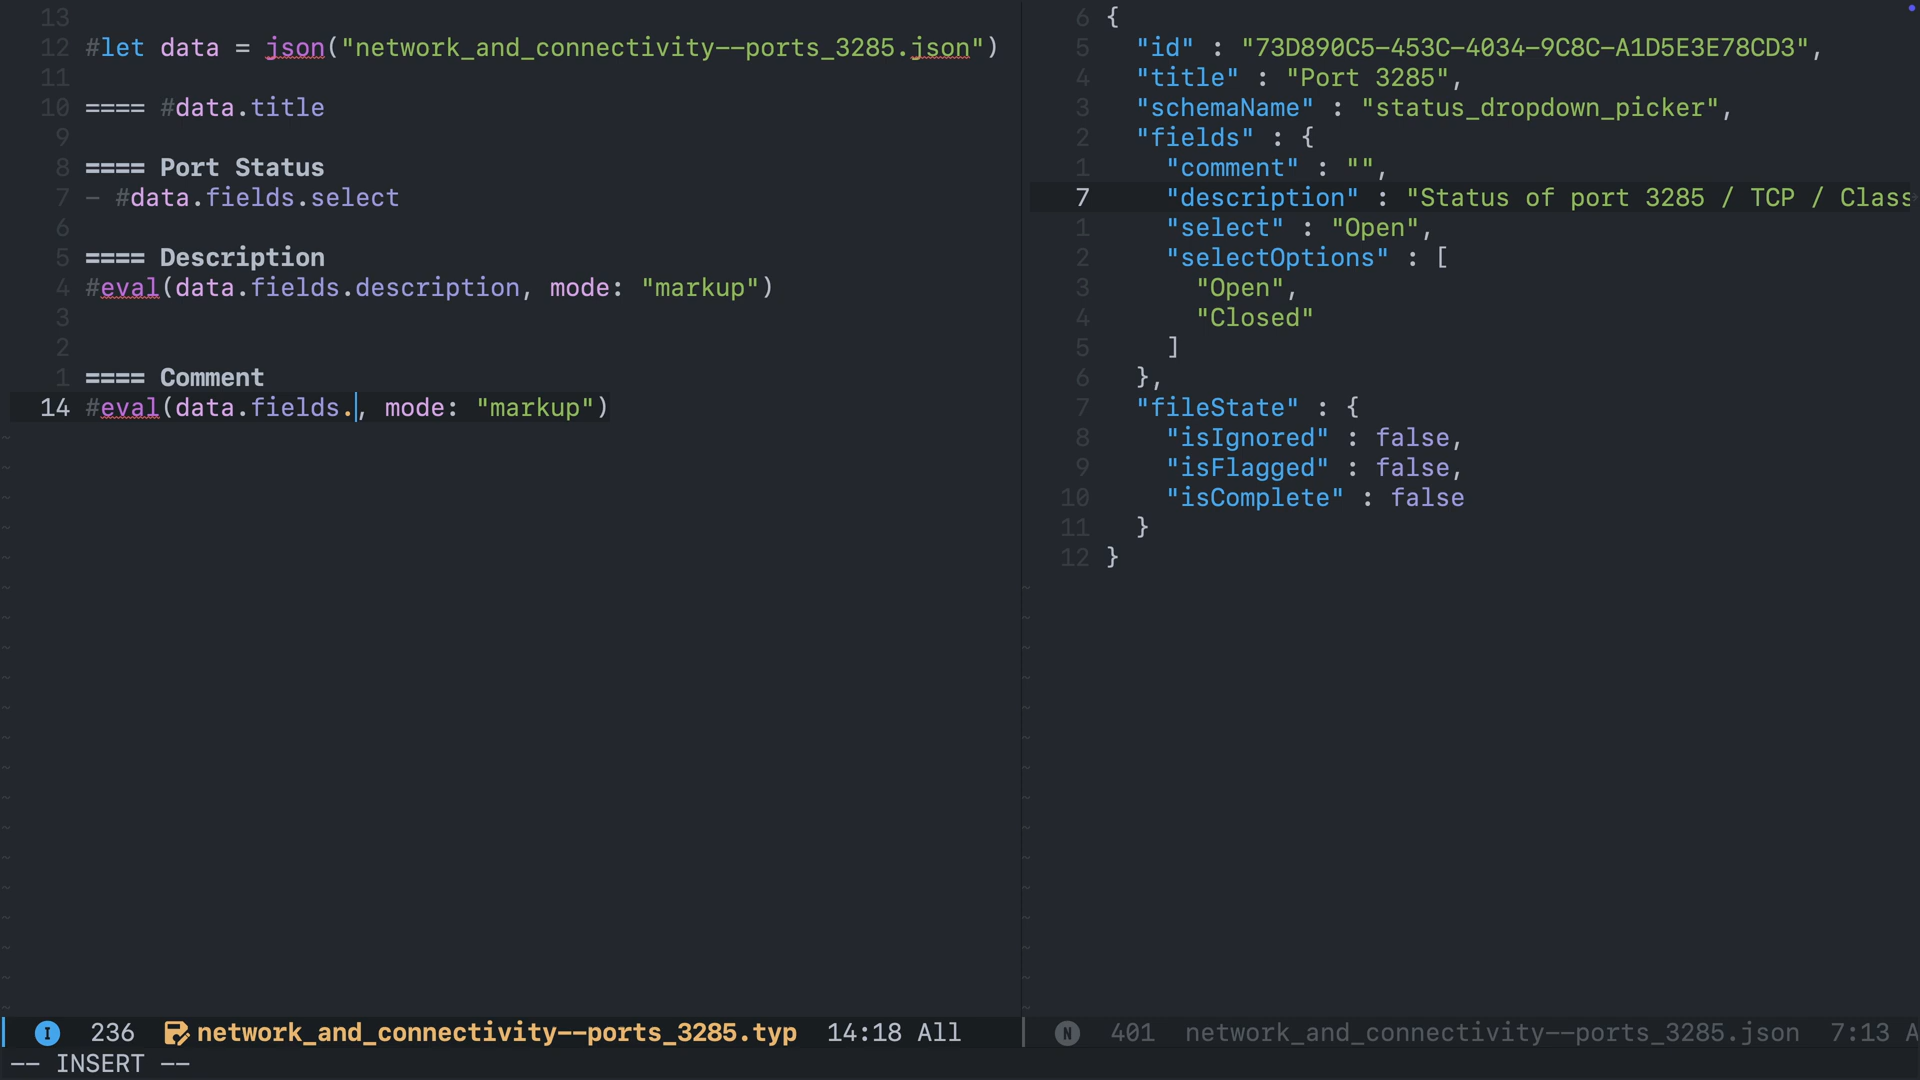 13
12 #let data = json("network_and_connectivity--ports_3285.json")
11
10 ==== #data.title
9
8 ==== Port Status
7 - #data.fields.select
6
5 ==== Description
4 #eval(data.fields.description, mode: "markup")
3
2
1 ==== Comment
14 #eval(data.fields., mode: "markup")
6 {
5 "id" : "73D890C5-453C-4034-9C8C-A1D5E3E78CD3",
4 "title" : "Port 3285",
3 "schemaName" : "status_dropdown_picker",
2 "fields" : {
1 "comment" : "",
7 "description" : "Status of port 3285 / TCP / Class
1 "select" : "Open",
2 "selectOptions" : [
3 "Open",
4 "Closed"
5 ]
6 },
7 "fileState" : {
8 "isIgnored" : false,
9 "isFlagged" : false,
10 "isComplete" : false
11 }
12 }
I 236 network_and_connectivity--ports_3285.typ 14:18 All
N 401 network_and_connectivity--ports_3285.json 7:13 A
-- INSERT --